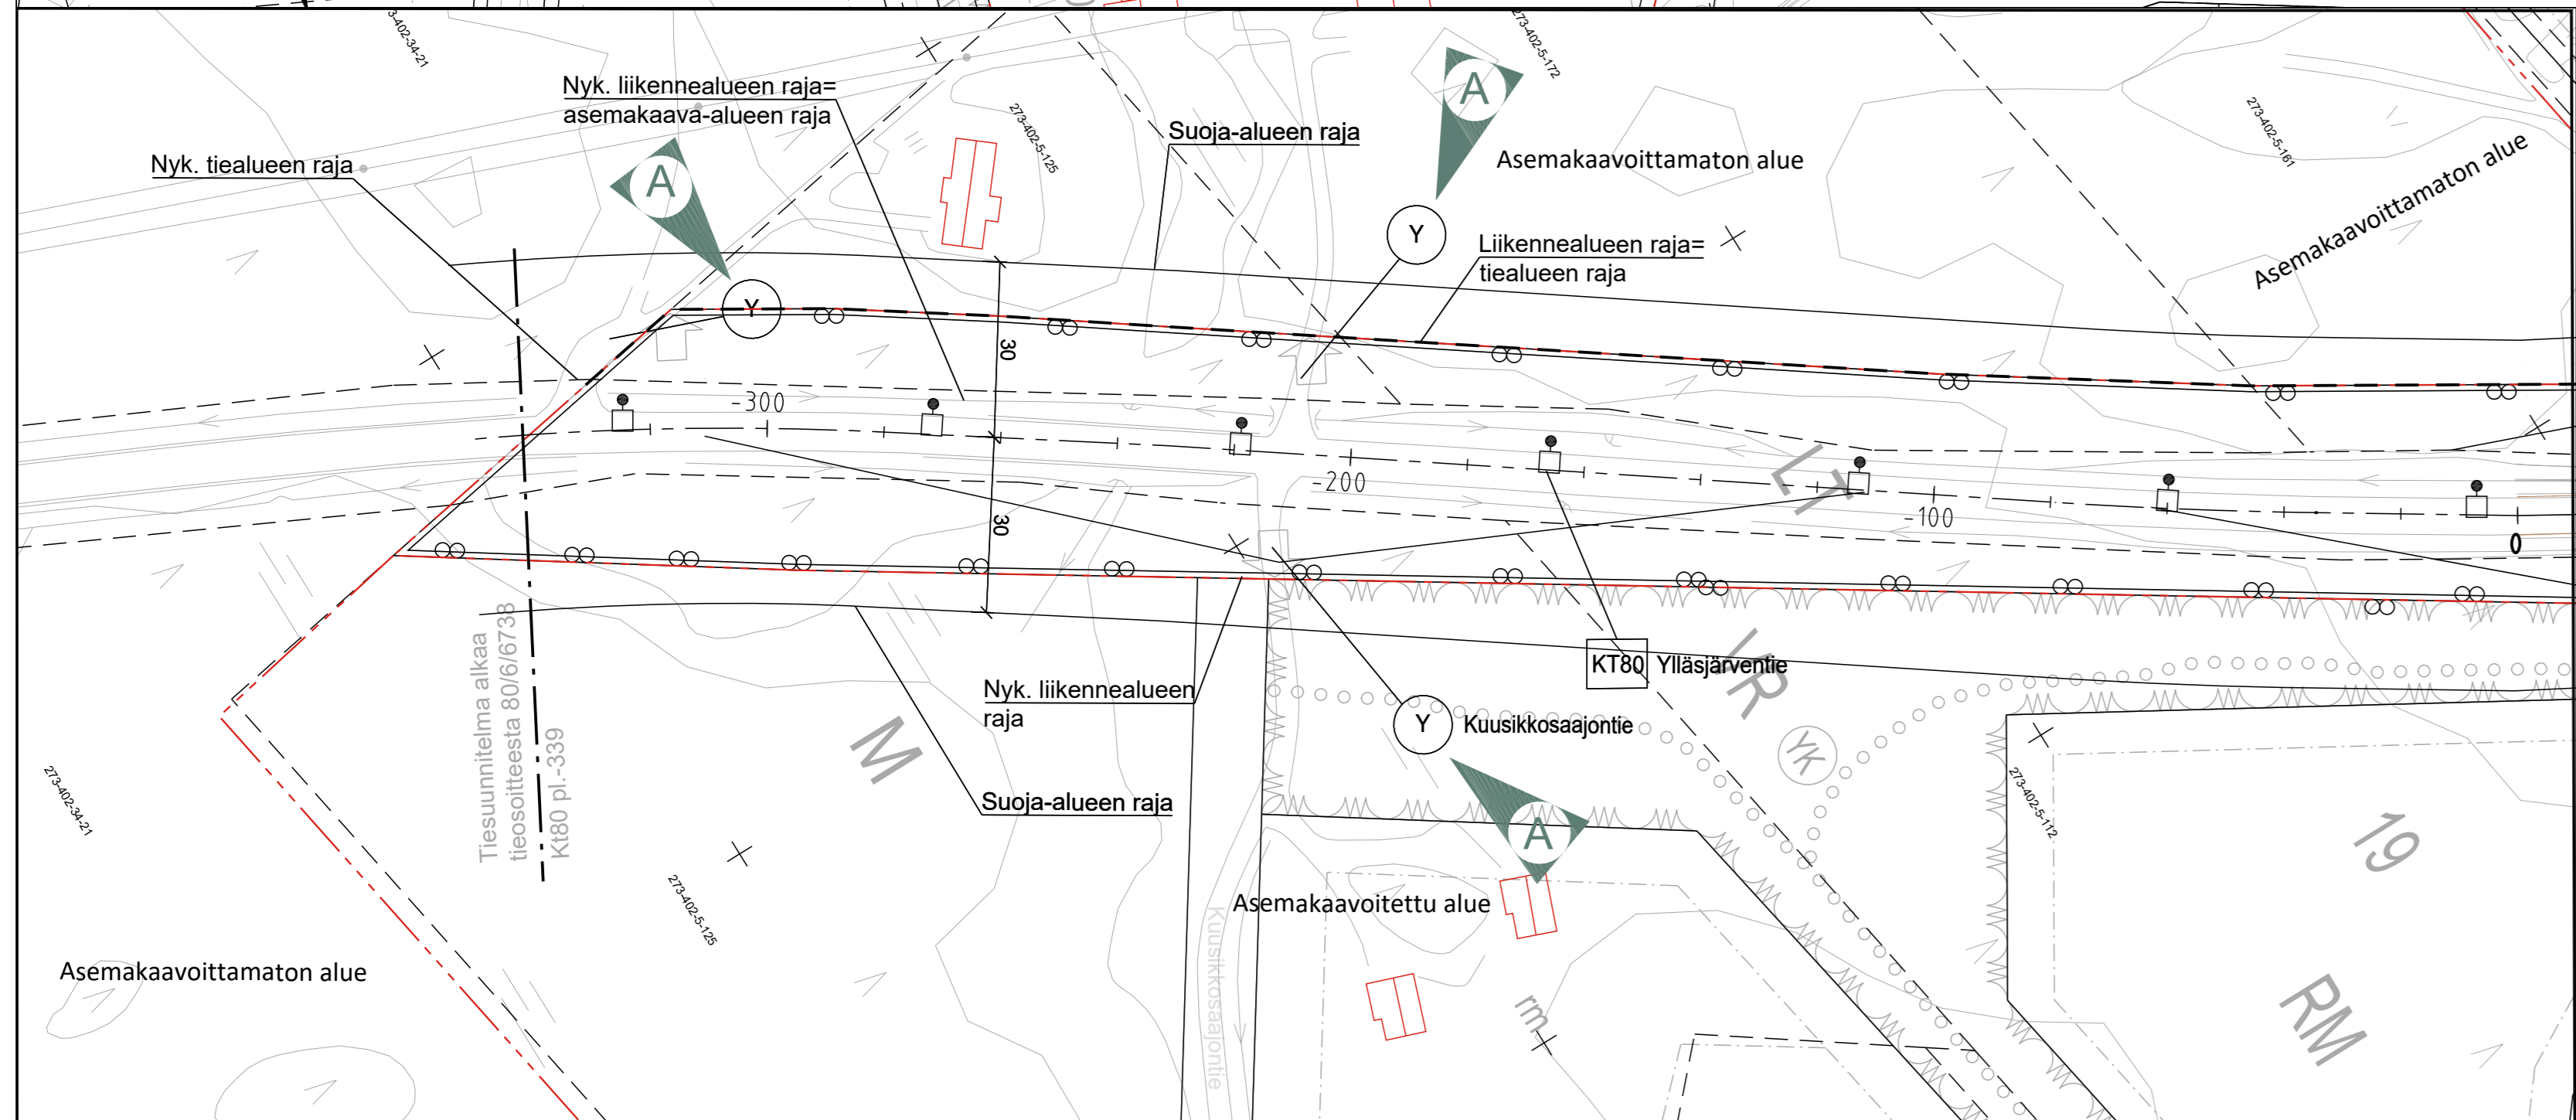 273-402-34-21
Nyk. liikennealueen raja=
asemakaava-alueen raja
273-402-5-125
273-402-5-172
A
273-402-5-161
Suoja-alueen raja
Asemakaavoittamaton alue
Asemakaavoittamaton alue
Nyk. tiealueen raja
A
Y
Liikennealueen raja=
tiealueen raja
Y
30
-300
-200
LT
-100
0
30
Tiesuunnitelma alkaa
tieosoitteesta 80/6/6738
Kt80 pl.-339
M
Nyk. liikennealueen
raja
KT80 Ylläsjärventie
VR
Y Kuusikkosaajontie
YK
273-402-34-21
273-402-5-112
Suoja-alueen raja
A
19
273-402-5-125
Asemakaavoitettu alue
Asemakaavoittamaton alue
Kuusikkosaajontie
rm
RM